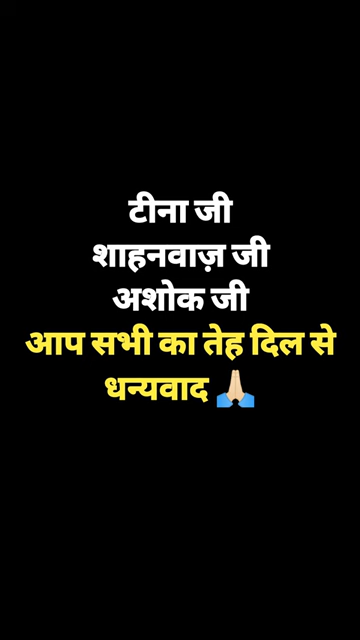 टीना जी
शाहनवाज़ जी
अशोक जी
आप सभी का तेह दिल से
धन्यवाद 🙏🏻